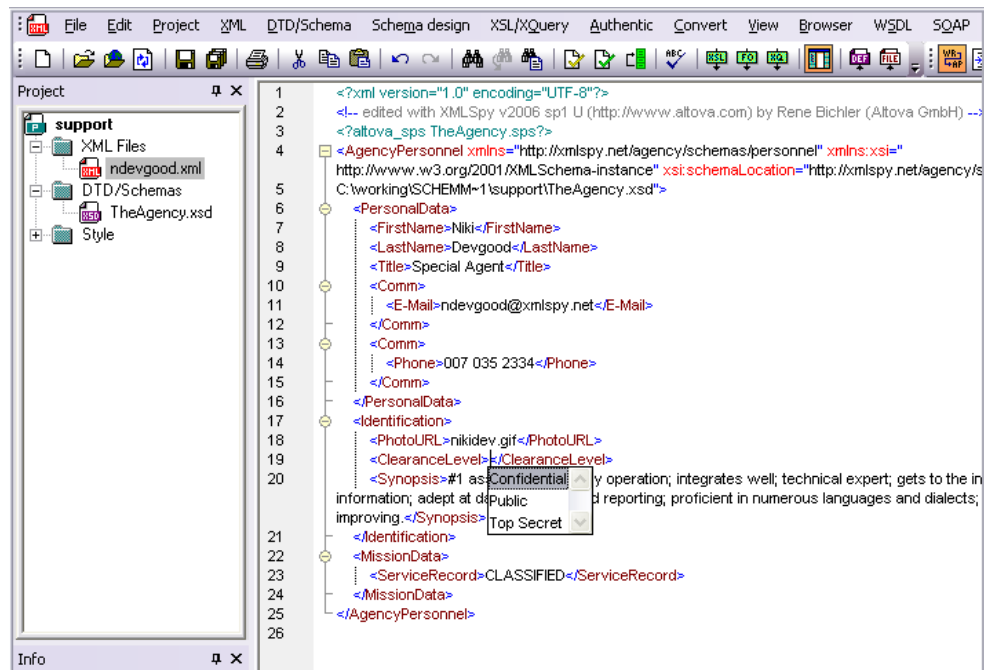 File Edit Project XML DTD/Schema Schema design XSL/XQuery Authentic Convert View Browser WSDL SOAP
Project
support
XML Files
ndevgood.xml
DTD/Schemas
TheAgency.xsd
Style
Info
1 <?xml version="1.0" encoding="UTF-8"?>
2 <!-- edited with XMLSpy v2006 sp1 U (http://www.altova.com) by Rene Bichler (Altova GmbH) -->
3 <?altova_sps TheAgency.sps?>
4 <AgencyPersonnel xmlns="http://xmlspy.net/agency/schemas/personnel" xmlns:xsi="
http://www.w3.org/2001/XMLSchema-instance" xsi:schemaLocation="http://xmlspy.net/agency/s
5 C:\working\SCHEMM~1\support\TheAgency.xsd">
6 <PersonalData>
7 <FirstName>Niki</FirstName>
8 <LastName>Devgood</LastName>
9 <Title>Special Agent</Title>
10 <Comm>
11 <E-Mail>ndevgood@xmlspy.net</E-Mail>
12 </Comm>
13 <Comm>
14 <Phone>007 035 2334</Phone>
15 </Comm>
16 </PersonalData>
17 <Identification>
18 <PhotoURL>nikidev.gif</PhotoURL>
19 <ClearanceLevel></ClearanceLevel>
20 <Synopsis>#1 as Confidential y operation; integrates well; technical expert; gets to the in
information; adept at da Public d reporting; proficient in numerous languages and dialects;
improving.</Synopsis> Top Secret
21 </Identification>
22 <MissionData>
23 <ServiceRecord>CLASSIFIED</ServiceRecord>
24 </MissionData>
25 </AgencyPersonnel>
26